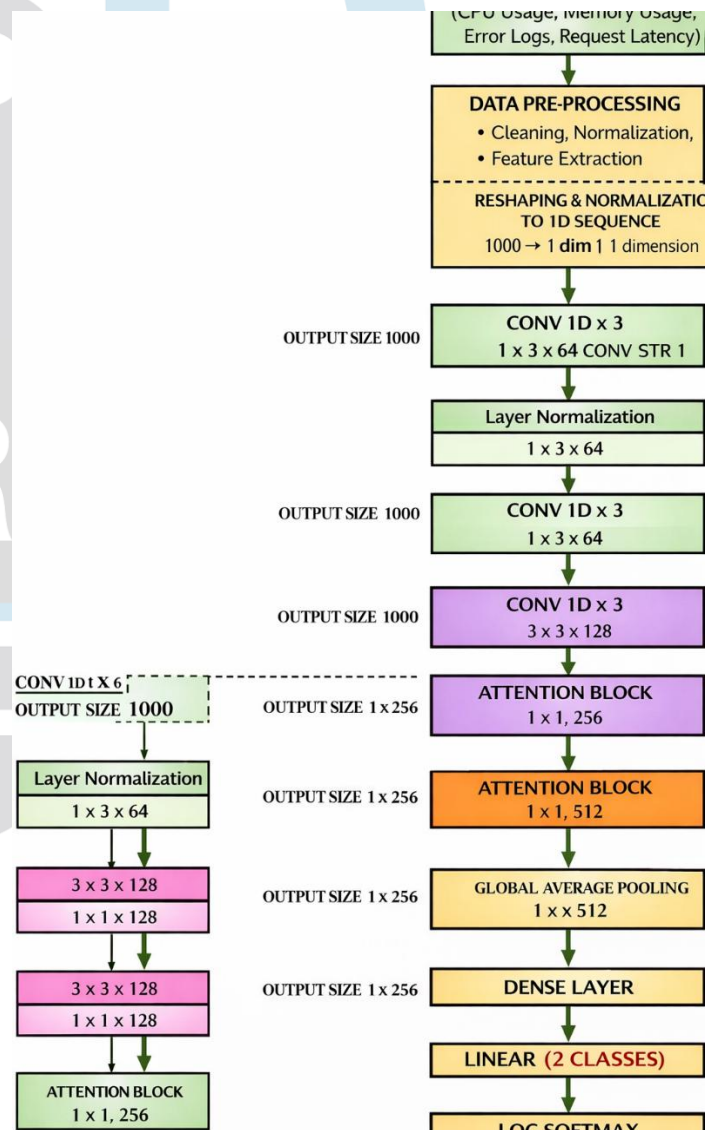 (CPU Usage, Memory Usage,
Error Logs, Request Latency)
DATA PRE-PROCESSING
• Cleaning, Normalization,
• Feature Extraction
RESHAPING & NORMALIZATIO
TO 1D SEQUENCE
1000 → 1 dim | 1 dimension
OUTPUT SIZE 1000
CONV 1D x 3
1 x 3 x 64 CONV STR 1
Layer Normalization
1 x 3 x 64
OUTPUT SIZE 1000
CONV 1D x 3
1 x 3 x 64
OUTPUT SIZE 1000
CONV 1D x 3
3 x 3 x 128
OUTPUT SIZE 1 x 256
ATTENTION BLOCK
1 x 1, 256
OUTPUT SIZE 1 x 256
ATTENTION BLOCK
1 x 1, 512
OUTPUT SIZE 1 x 256
GLOBAL AVERAGE POOLING
1 x x 512
OUTPUT SIZE 1 x 256
DENSE LAYER
LINEAR (2 CLASSES)
LOG SOFTMAX
CONV 1D t X 6
OUTPUT SIZE 1000
Layer Normalization
1 x 3 x 64
3 x 3 x 128
1 x 1 x 128
3 x 3 x 128
1 x 1 x 128
ATTENTION BLOCK
1 x 1, 256